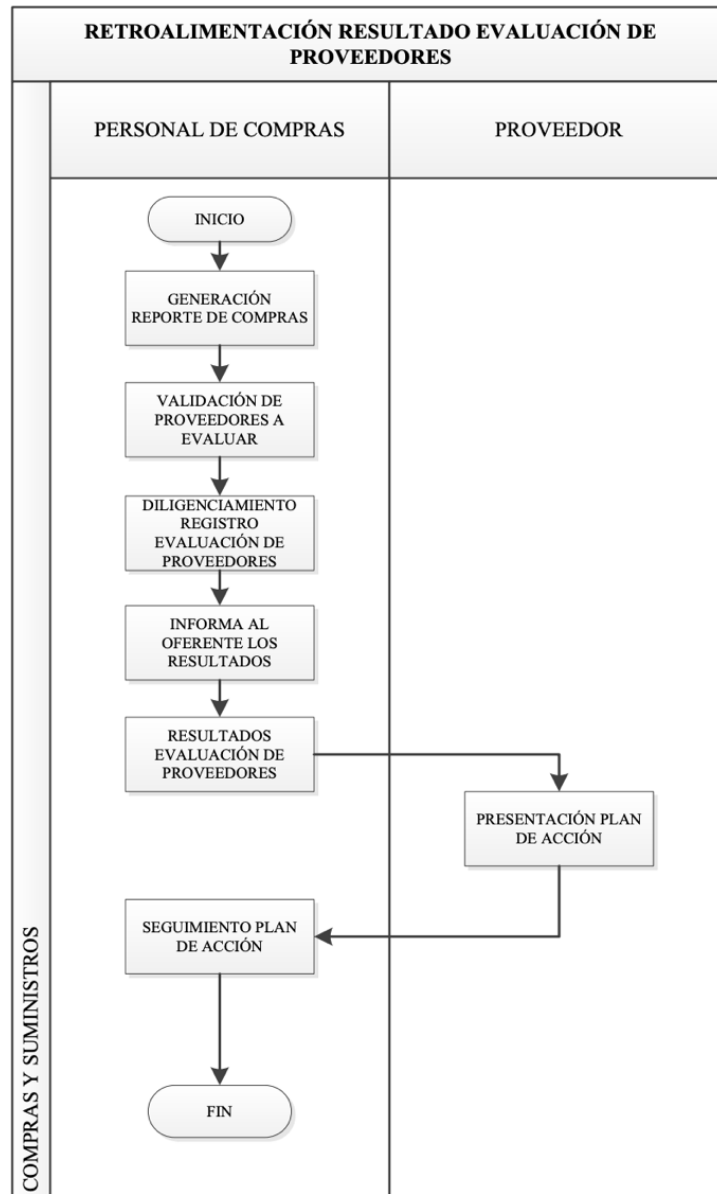 RETROALIMENTACIÓN RESULTADO EVALUACIÓN DE
PROVEEDORES
PERSONAL DE COMPRAS
PROVEEDOR
INICIO
GENERACIÓN
REPORTE DE COMPRAS
VALIDACIÓN DE
PROVEEDORES A
EVALUAR
DILIGENCIAMIENTO
REGISTRO
EVALUACIÓN DE
PROVEEDORES
INFORMA AL
OFERENTE LOS
RESULTADOS
RESULTADOS
EVALUACIÓN DE
PROVEEDORES
PRESENTACIÓN PLAN
DE ACCIÓN
SEGUIMIENTO PLAN
DE ACCIÓN
FIN
COMPRAS Y SUMINISTROS